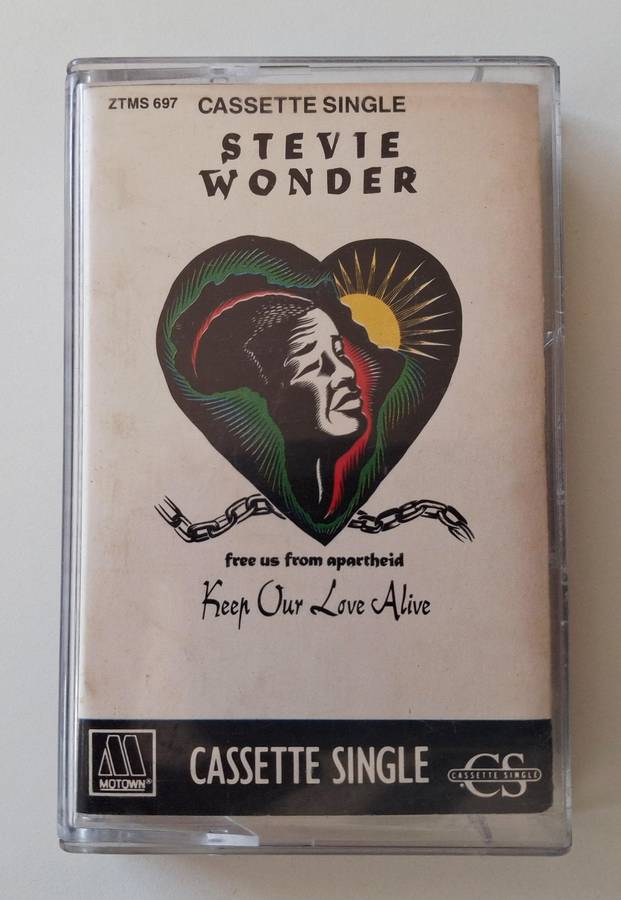 ZTMS 697 CASSETTE SINGLE
STEVIE
WONDER
free us from apartheid
Keep Our Love Alive
MOTOWN®
CASSETTE SINGLE
CS
CASSETTE SINGLE